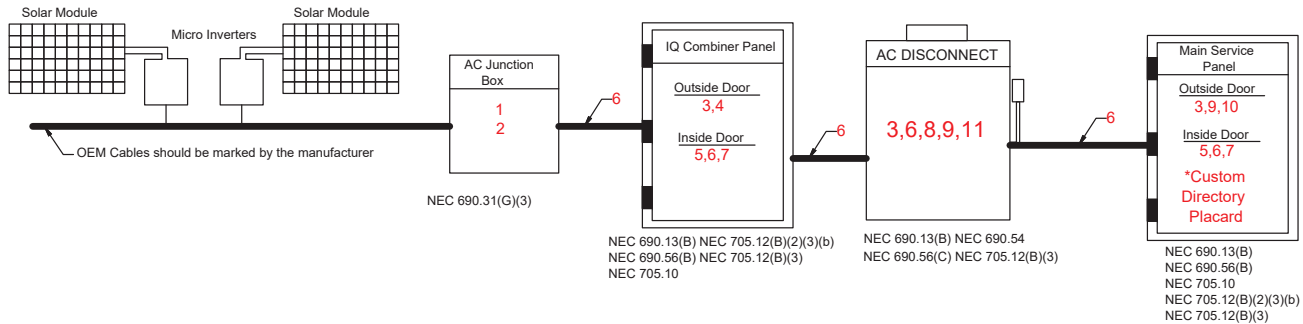 Solar Module
Solar Module
Micro Inverters
OEM Cables should be marked by the manufacturer
AC Junction
Box
1
2
NEC 690.31(G)(3)
6
IQ Combiner Panel
Outside Door
3,4
Inside Door
5,6,7
NEC 690.13(B) NEC 705.12(B)(2)(3)(b)
NEC 690.56(B) NEC 705.12(B)(3)
NEC 705.10
6
AC DISCONNECT
3,6,8,9,11
NEC 690.13(B) NEC 690.54
NEC 690.56(C) NEC 705.12(B)(3)
6
Main Service
Panel
Outside Door
3,9,10
Inside Door
5,6,7
*Custom
Directory
Placard
NEC 690.13(B)
NEC 690.56(B)
NEC 705.10
NEC 705.12(B)(2)(3)(b)
NEC 705.12(B)(3)